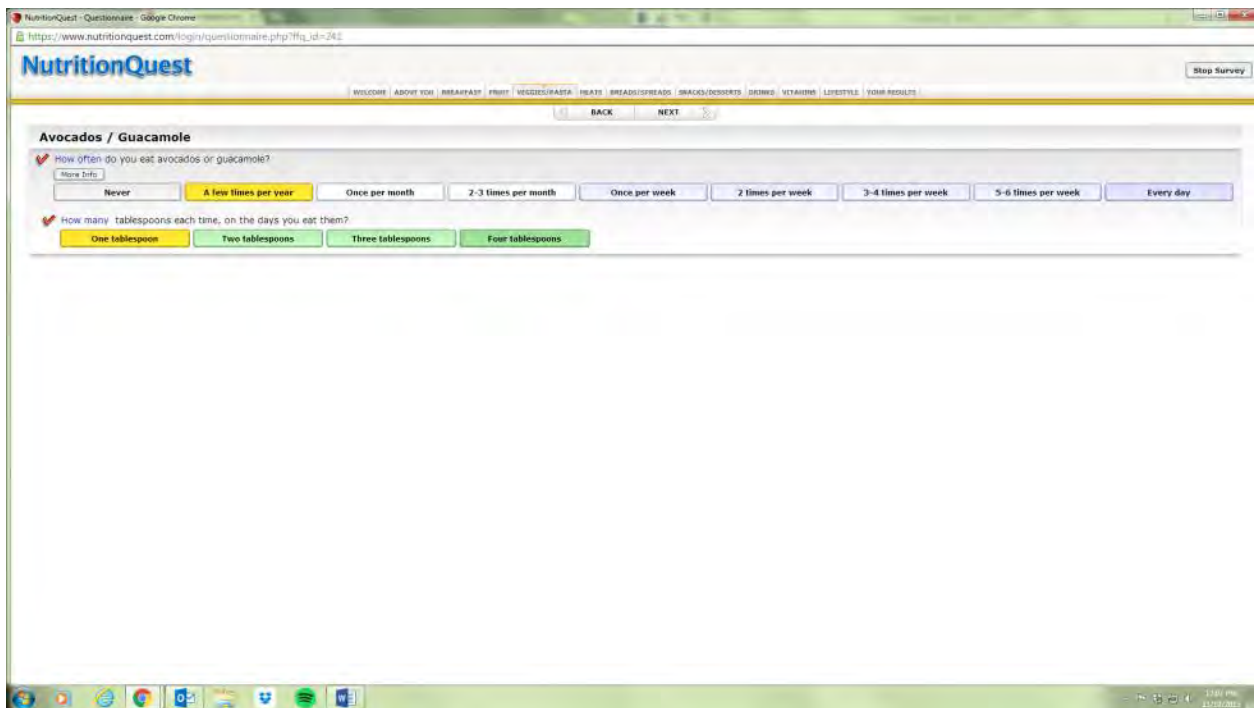 NutritionQuest - Questionnaire - Google Chrome
https://www.nutritionquest.com/login/questionnaire.php?ffq_id=241
NutritionQuest
Stop Survey
WELCOME ABOUT YOU BREAKFAST FRUIT VEGGIES/PASTA MEATS BREADS/SPREADS SNACKS/DESSERTS DRINKS VITAMINS LIFESTYLE YOUR RESULTS
BACK NEXT
Avocados / Guacamole
How often do you eat avocados or guacamole?
More Info
Never A few times per year Once per month 2-3 times per month Once per week 2 times per week 3-4 times per week 5-6 times per week Every day
How many tablespoons each time, on the days you eat them?
One tablespoon Two tablespoons Three tablespoons Four tablespoons